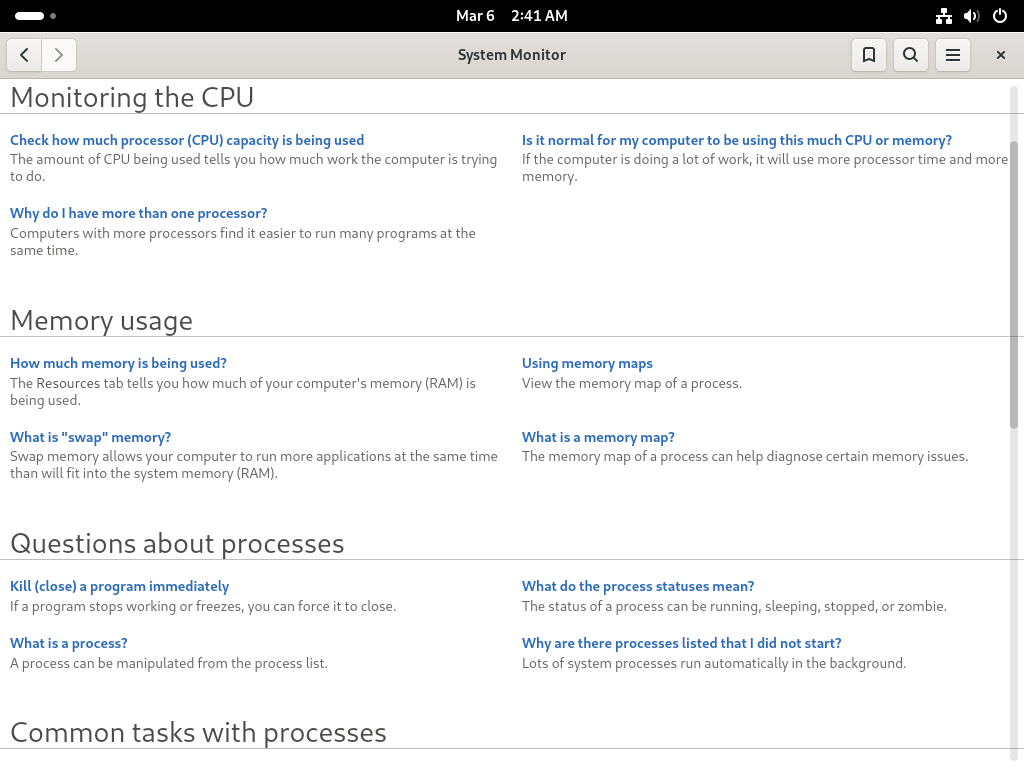 Mar 6 2:41 AM
System Monitor
Monitoring the CPU
Check how much processor (CPU) capacity is being used
The amount of CPU being used tells you how much work the computer is trying
to do.
Is it normal for my computer to be using this much CPU or memory?
If the computer is doing a lot of work, it will use more processor time and more
memory.
Why do I have more than one processor?
Computers with more processors find it easier to run many programs at the
same time.
Memory usage
How much memory is being used?
The Resources tab tells you how much of your computer's memory (RAM) is
being used.
Using memory maps
View the memory map of a process.
What is "swap" memory?
Swap memory allows your computer to run more applications at the same time
than will fit into the system memory (RAM).
What is a memory map?
The memory map of a process can help diagnose certain memory issues.
Questions about processes
Kill (close) a program immediately
If a program stops working or freezes, you can force it to close.
What do the process statuses mean?
The status of a process can be running, sleeping, stopped, or zombie.
What is a process?
A process can be manipulated from the process list.
Why are there processes listed that I did not start?
Lots of system processes run automatically in the background.
Common tasks with processes